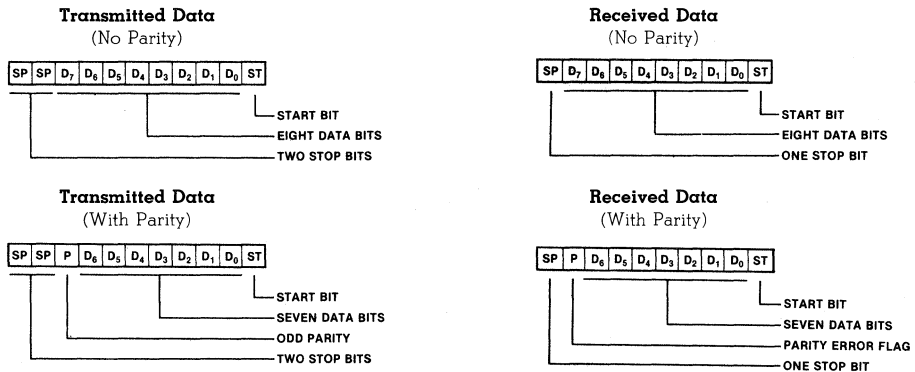 Transmitted Data
(No Parity)
SP SP D7 D6 D5 D4 D3 D2 D1 D0 ST
START BIT
EIGHT DATA BITS
TWO STOP BITS
Received Data
(No Parity)
SP D7 D6 D5 D4 D3 D2 D1 D0 ST
START BIT
EIGHT DATA BITS
ONE STOP BIT
Transmitted Data
(With Parity)
SP SP P D6 D5 D4 D3 D2 D1 D0 ST
START BIT
SEVEN DATA BITS
ODD PARITY
TWO STOP BITS
Received Data
(With Parity)
SP P D6 D5 D4 D3 D2 D1 D0 ST
START BIT
SEVEN DATA BITS
PARITY ERROR FLAG
ONE STOP BIT